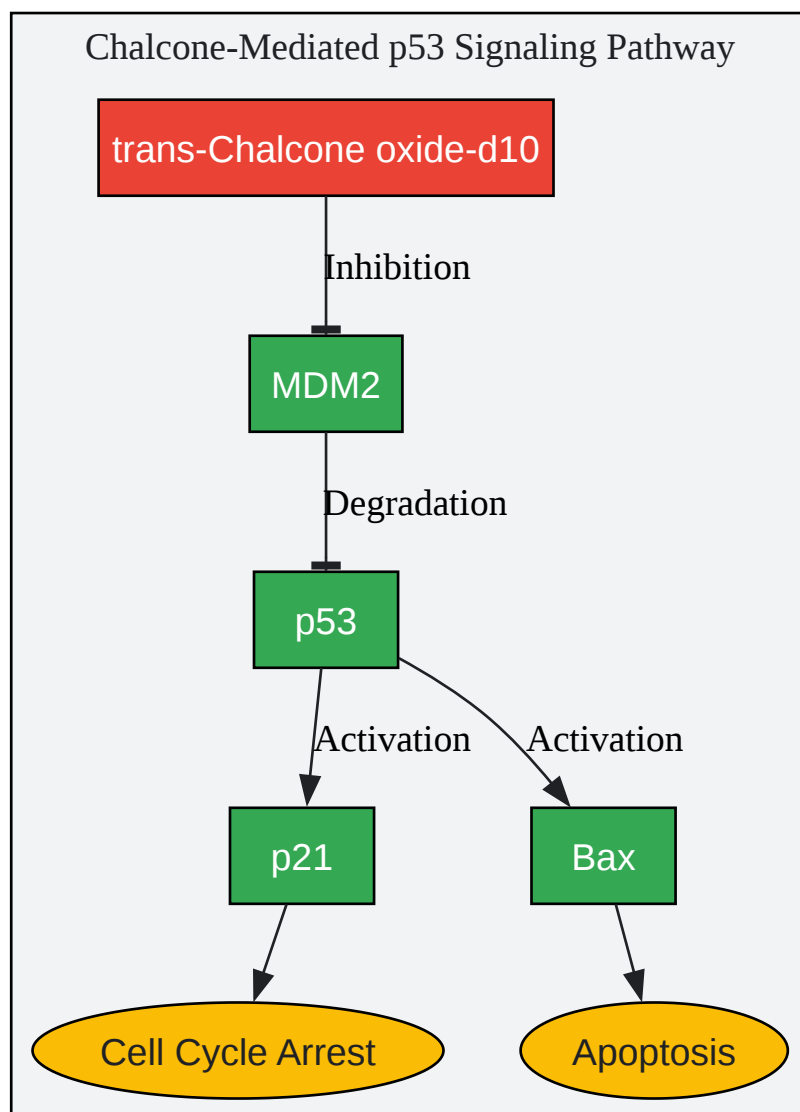 Chalcone-Mediated p53 Signaling Pathway
trans-Chalcone oxide-d10
Inhibition
MDM2
Degradation
p53
Activation
Activation
p21
Bax
Cell Cycle Arrest
Apoptosis